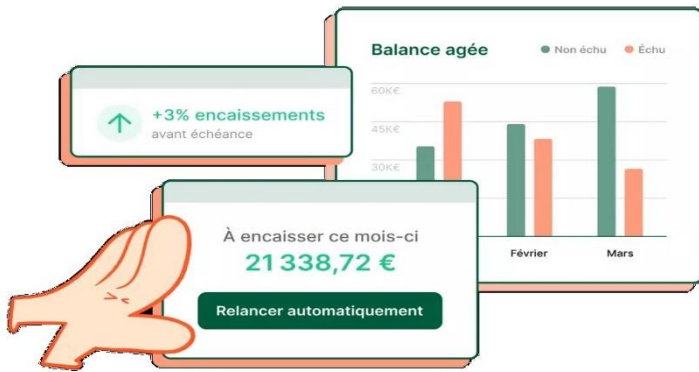 Balance agée
Non échu
Échu
60K€
45K€
30K€
Février
Mars
+3% encaissements
avant échéance
À encaisser ce mois-ci
21 338,72 €
Relancer automatiquement